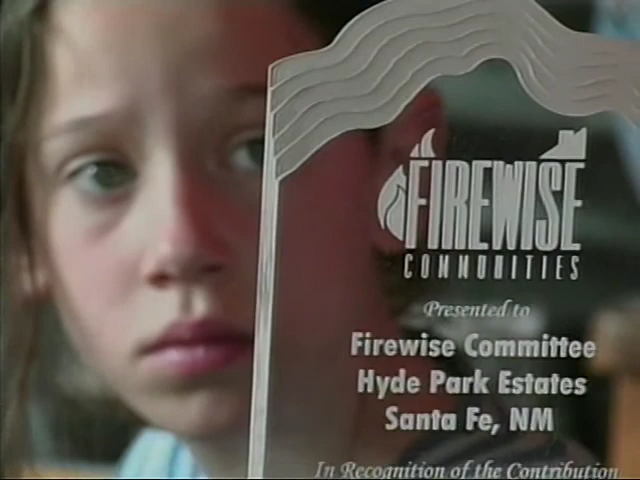 FIREWISE
COMMUNITIES
Presented to
Firewise Committee
Hyde Park Estates
Santa Fe, NM
In Recognition of the Contribution